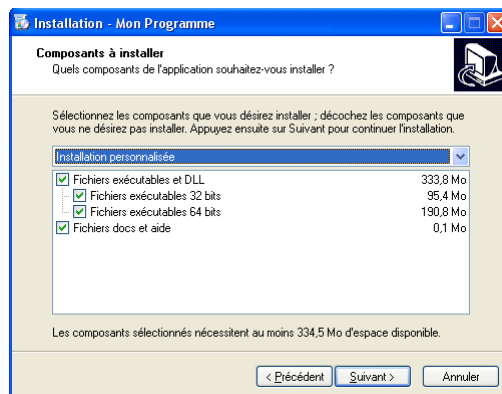 Installation - Mon Programme
Composants à installer
Quels composants de l'application souhaitez-vous installer ?
Sélectionnez les composants que vous désirez installer ; décochez les composants que
vous ne désirez pas installer. Appuyez ensuite sur Suivant pour continuer l'installation.
Installation personnalisée
Fichiers exécutables et DLL 333,8 Mo
Fichiers exécutables 32 bits 95,4 Mo
Fichiers exécutables 64 bits 190,8 Mo
Fichiers docs et aide 0,1 Mo
Les composants sélectionnés nécessitent au moins 334,5 Mo d'espace disponible.
< Précédent Suivant > Annuler